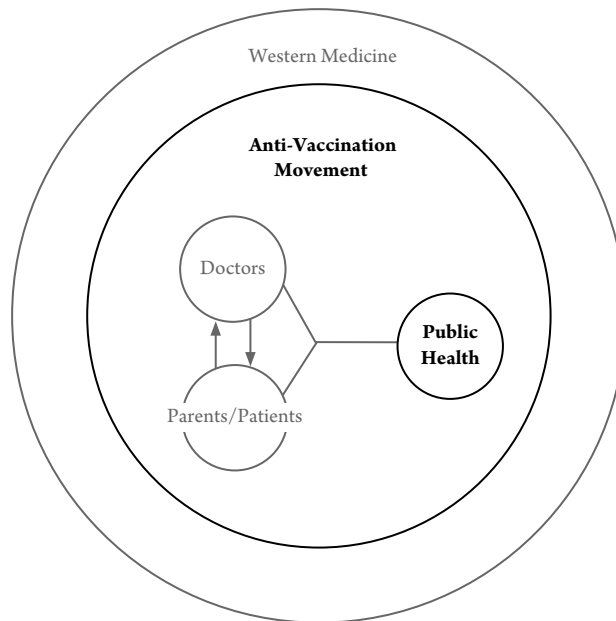 Western Medicine
Anti-Vaccination
Movement
Doctors
Public
Health
Parents/Patients